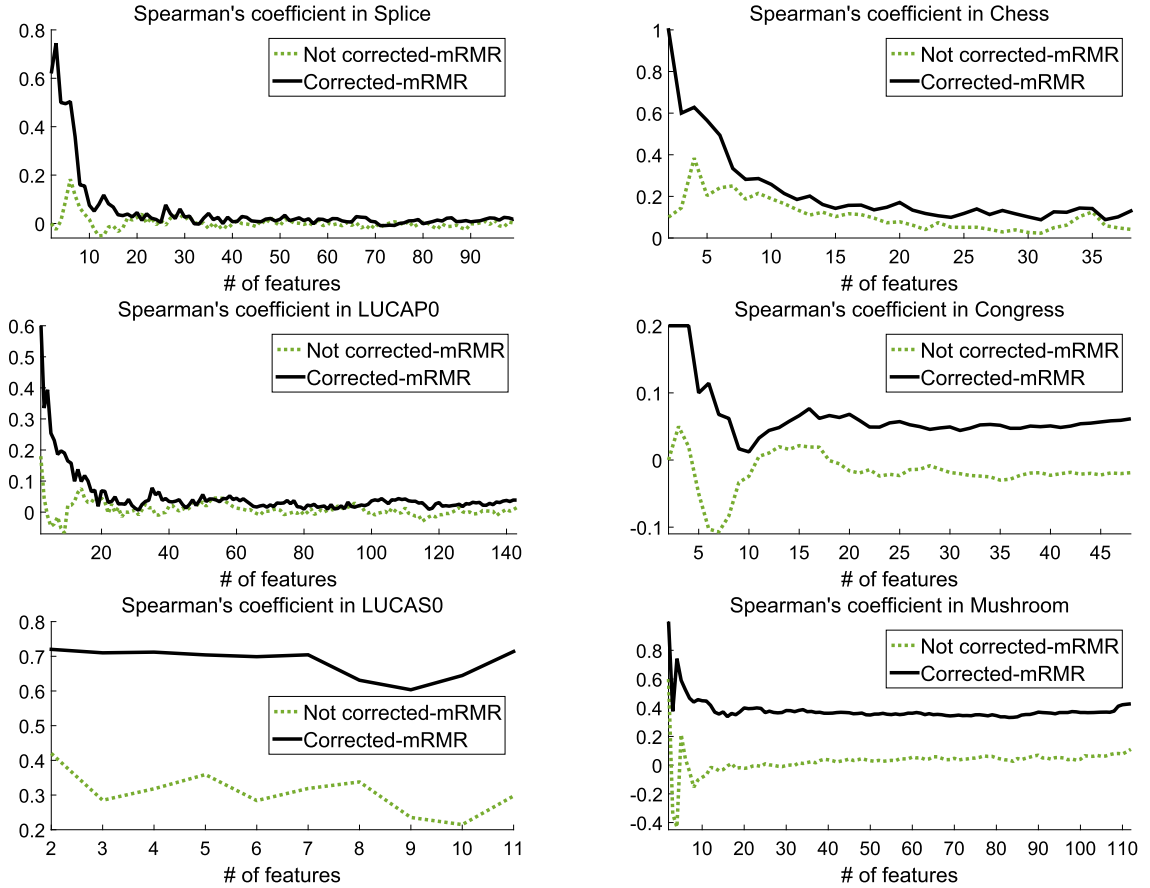 Spearman's coefficient in Splice
0.8
0.6
0.4
0.2
0
Not corrected-mRMR
Corrected-mRMR
10 20 30 40 50 60 70 80 90
# of features
Spearman's coefficient in Chess
1
0.8
0.6
0.4
0.2
0
Not corrected-mRMR
Corrected-mRMR
5 10 15 20 25 30 35
# of features
Spearman's coefficient in LUCAP0
0.6
0.5
0.4
0.3
0.2
0.1
0
Not corrected-mRMR
Corrected-mRMR
20 40 60 80 100 120 140
# of features
Spearman's coefficient in Congress
0.2
0.1
0
-0.1
Not corrected-mRMR
Corrected-mRMR
5 10 15 20 25 30 35 40 45
# of features
Spearman's coefficient in LUCAS0
0.8
0.7
0.6
0.5
0.4
0.3
0.2
Not corrected-mRMR
Corrected-mRMR
2 3 4 5 6 7 8 9 10 11
# of features
Spearman's coefficient in Mushroom
0.8
0.6
0.4
0.2
0
-0.2
-0.4
Not corrected-mRMR
Corrected-mRMR
10 20 30 40 50 60 70 80 90 100 110
# of features